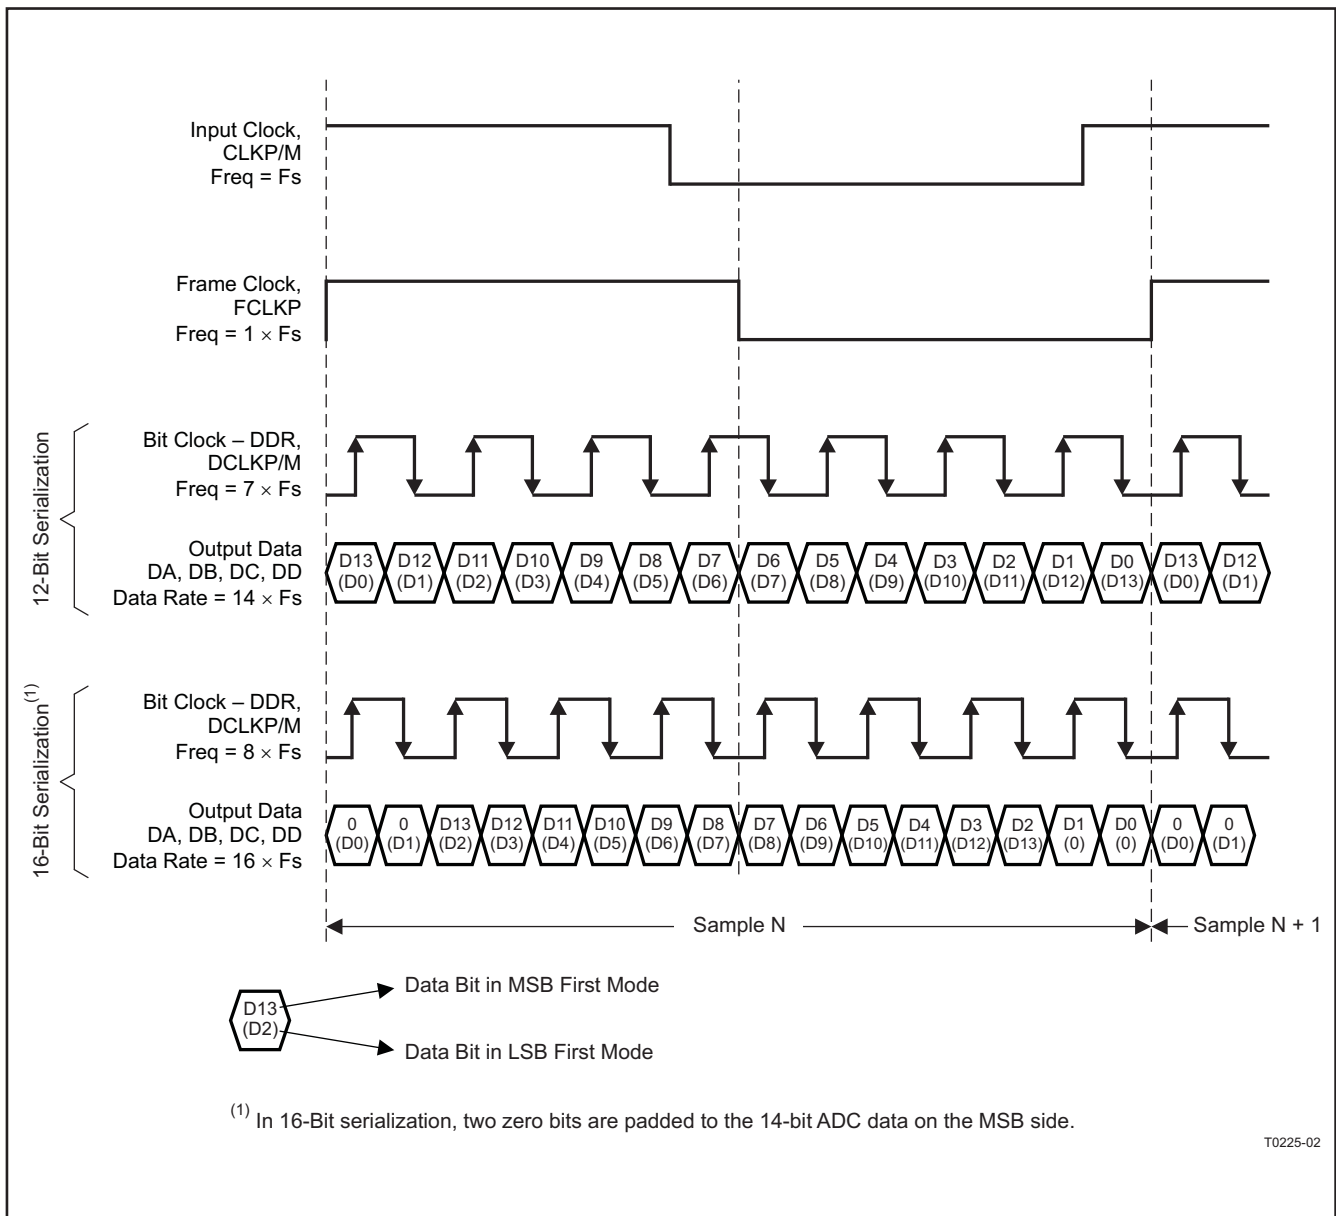 Input Clock,
CLKP/M
Freq = Fs
Frame Clock,
FCLKP
Freq = 1 × Fs
12-Bit Serialization
Bit Clock – DDR,
DCLKP/M
Freq = 7 × Fs
Output Data
DA, DB, DC, DD
Data Rate = 14 × Fs
D13 D12 D11 D10 D9 D8 D7 D6 D5 D4 D3 D2 D1 D0 D13 D12
(D0) (D1) (D2) (D3) (D4) (D5) (D6) (D7) (D8) (D9) (D10) (D11) (D12) (D13) (D0) (D1)
16-Bit Serialization(1)
Bit Clock – DDR,
DCLKP/M
Freq = 8 × Fs
Output Data
DA, DB, DC, DD
Data Rate = 16 × Fs
0 0 D13 D12 D11 D10 D9 D8 D7 D6 D5 D4 D3 D2 D1 D0 0 0
(D0) (D1) (D2) (D3) (D4) (D5) (D6) (D7) (D8) (D9) (D10) (D11) (D12) (D13) (0) (0) (D0) (D1)
Sample N
Sample N + 1
D13
(D2)
Data Bit in MSB First Mode
Data Bit in LSB First Mode
(1) In 16-Bit serialization, two zero bits are padded to the 14-bit ADC data on the MSB side.
T0225-02